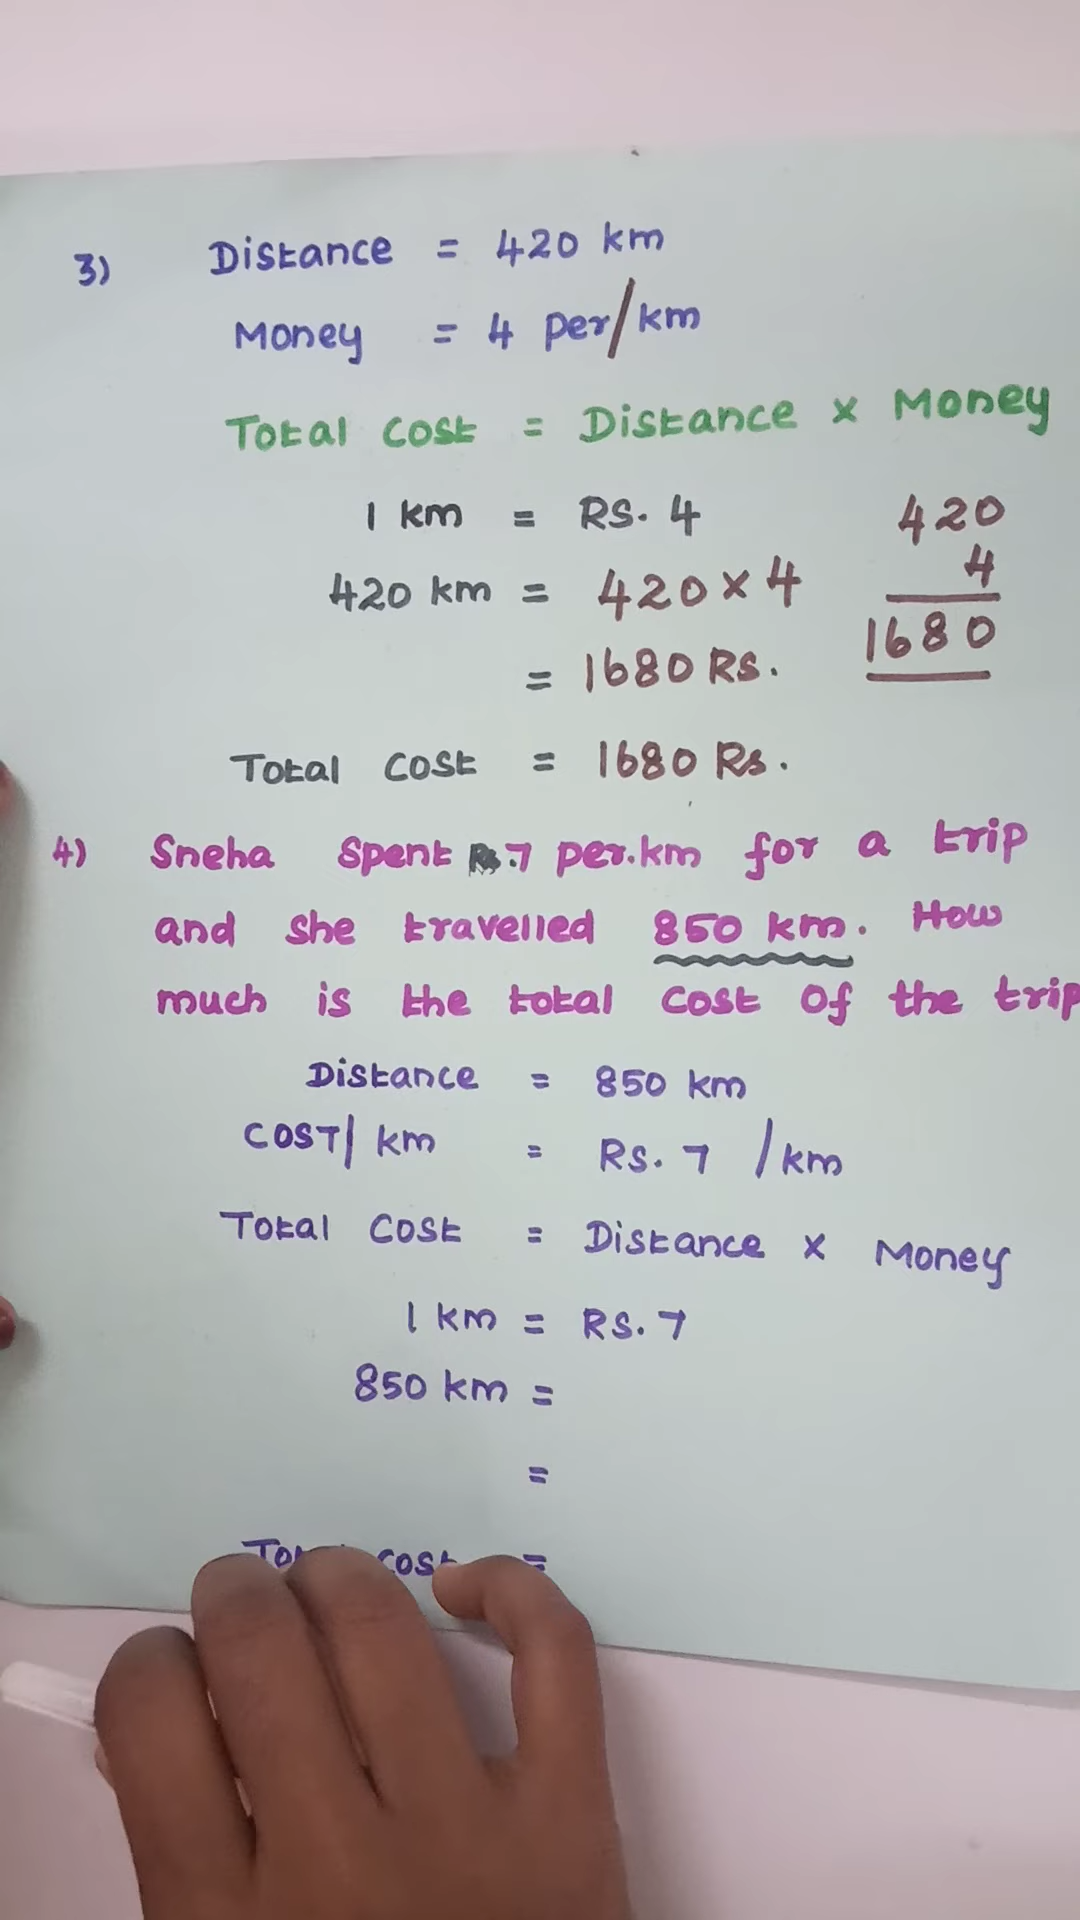 3) Distance = 420 km
Money = 4 per/km
Total cost = Distance x Money
1 km = RS. 4
420 km = 420 x 4
= 1680 Rs.
420
4
1680
Total cost = 1680 Rs.
4) Sneha spent Rs.7 per.km for a trip
and she travelled 850 km. How
much is the total cost of the trip
Distance = 850 km
COST/ km = Rs. 7 /km
Total cost = Distance x Money
1 km = RS. 7
850 km =
=
cost =